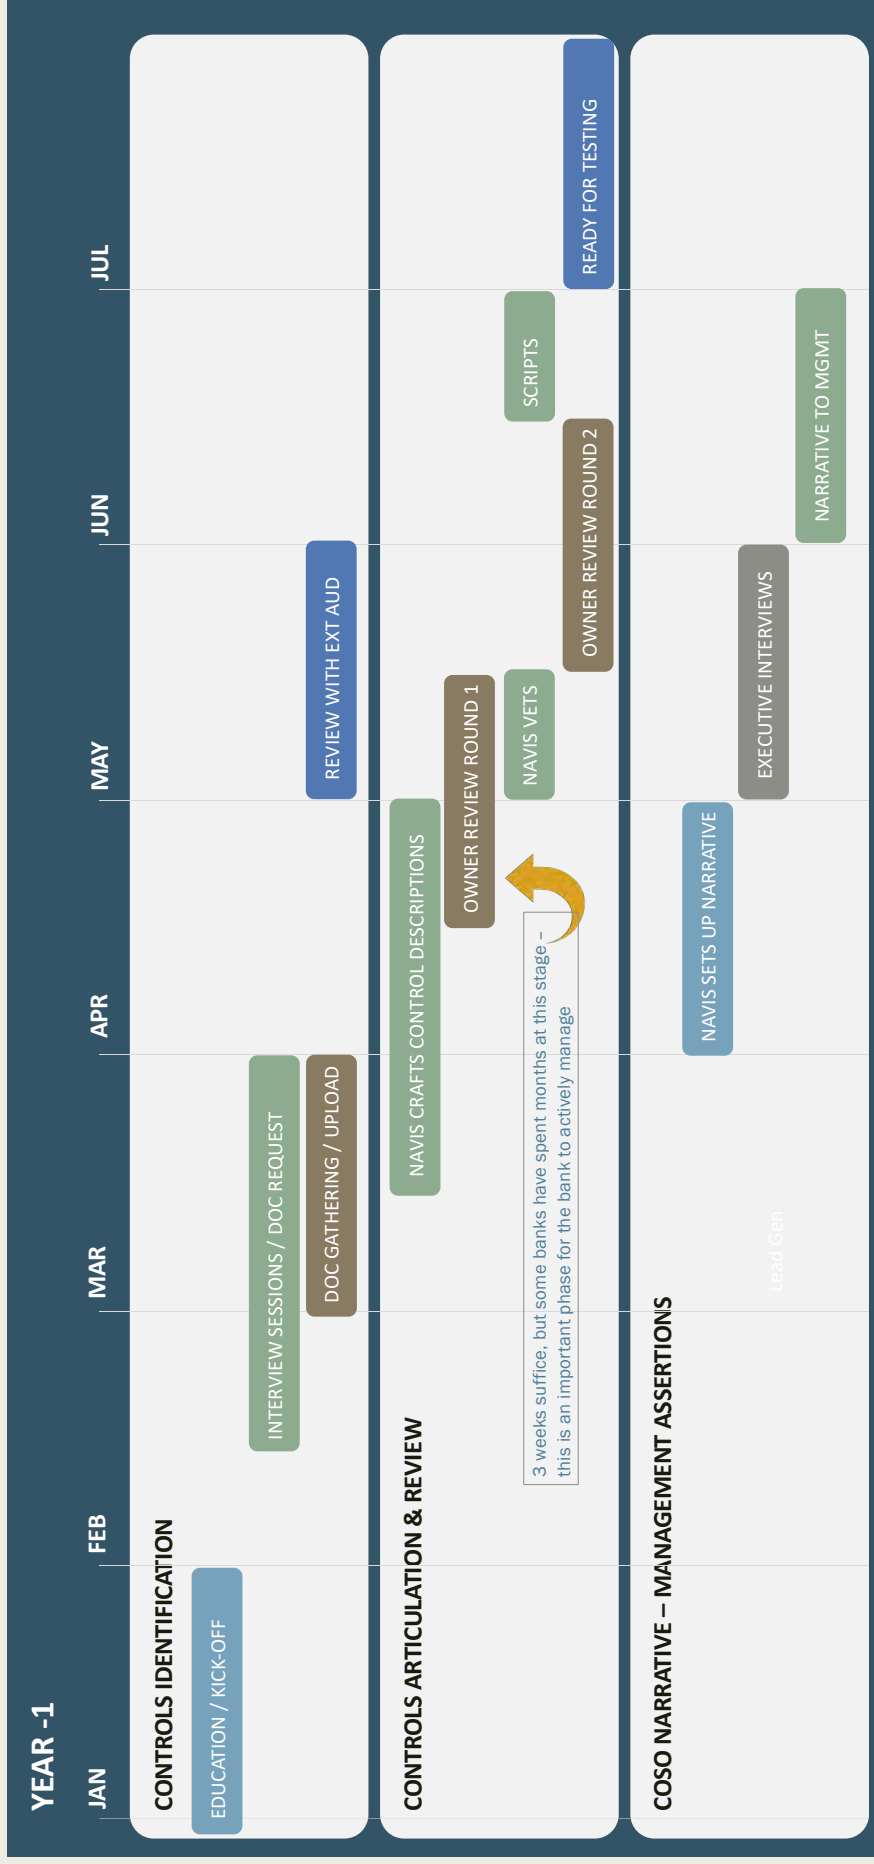 YEAR -1
JAN
FEB
MAR
APR
MAY
JUN
JUL
CONTROLS IDENTIFICATION
EDUCATION / KICK-OFF
INTERVIEW SESSIONS / DOC REQUEST
DOC GATHERING / UPLOAD
REVIEW WITH EXT AUD
CONTROLS ARTICULATION & REVIEW
NAVIS CRAFTS CONTROL DESCRIPTIONS
OWNER REVIEW ROUND 1
NAVIS VETS
SCRIPTS
OWNER REVIEW ROUND 2
READY FOR TESTING
3 weeks suffice, but some banks have spent months at this stage –
this is an important phase for the bank to actively manage
COSO NARRATIVE – MANAGEMENT ASSERTIONS
NAVIS SETS UP NARRATIVE
EXECUTIVE INTERVIEWS
NARRATIVE TO MGMT
Lead Gen